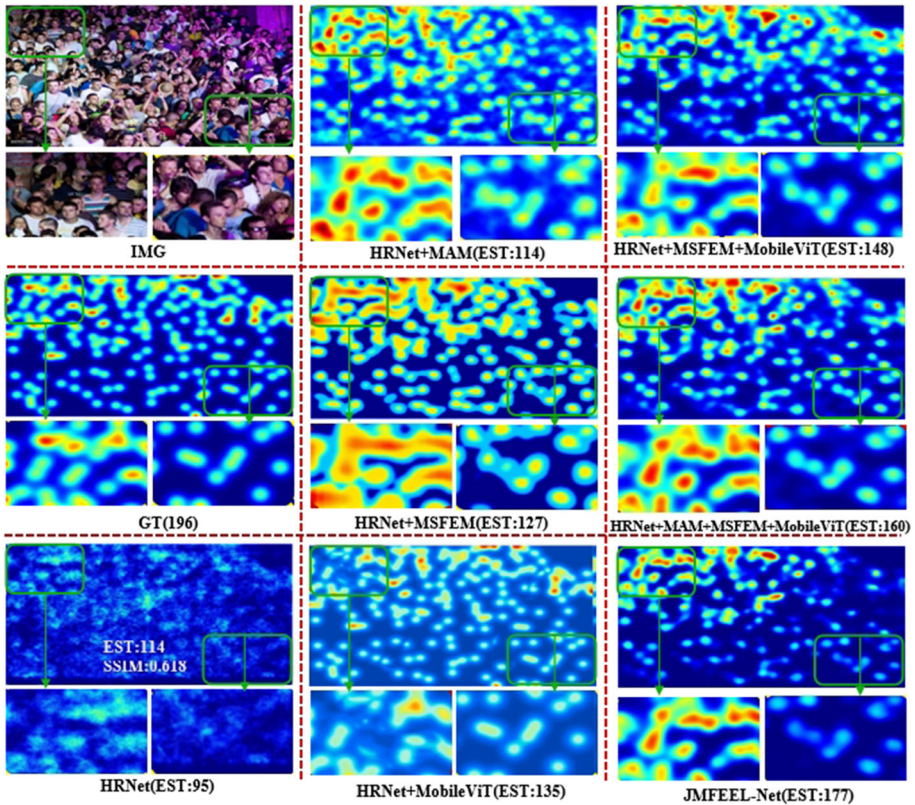 IMG
HRNet+MAM(EST:114)
HRNet+MSFEM+MobileViT(EST:148)
GT(196)
HRNet+MSFEM(EST:127)
HRNet+MAM+MSFEM+MobileViT(EST:160)
EST:114
SSIM:0.618
HRNet(EST:95)
HRNet+MobileViT(EST:135)
JMFEEL-Net(EST:177)